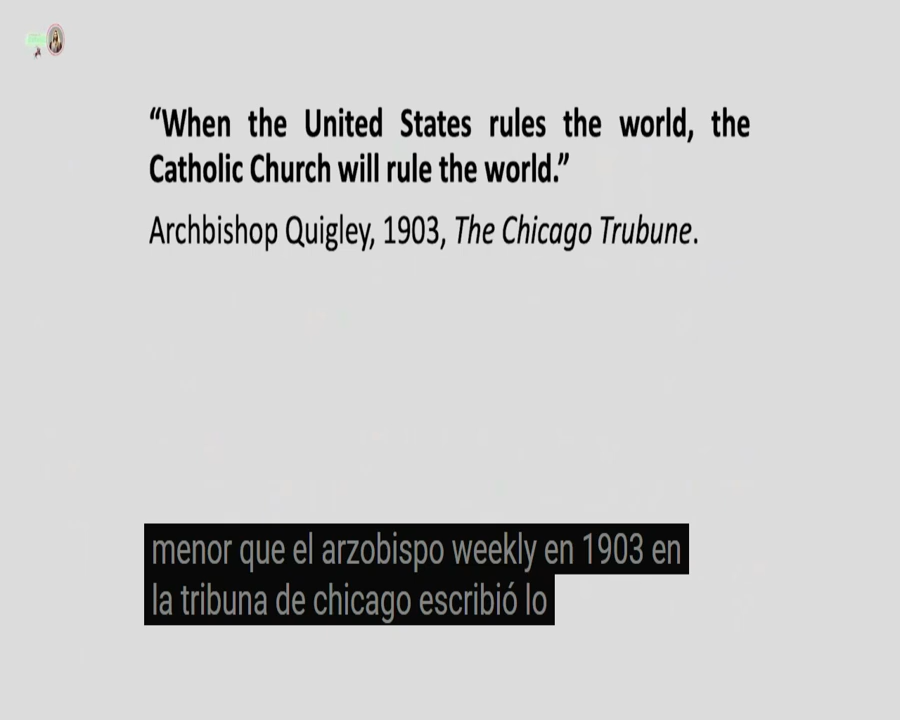 “When the United States rules the world, the
Catholic Church will rule the world.”
Archbishop Quigley, 1903, The Chicago Trubune.
menor que el arzobispo weekly en 1903 en
la tribuna de chicago escribió lo